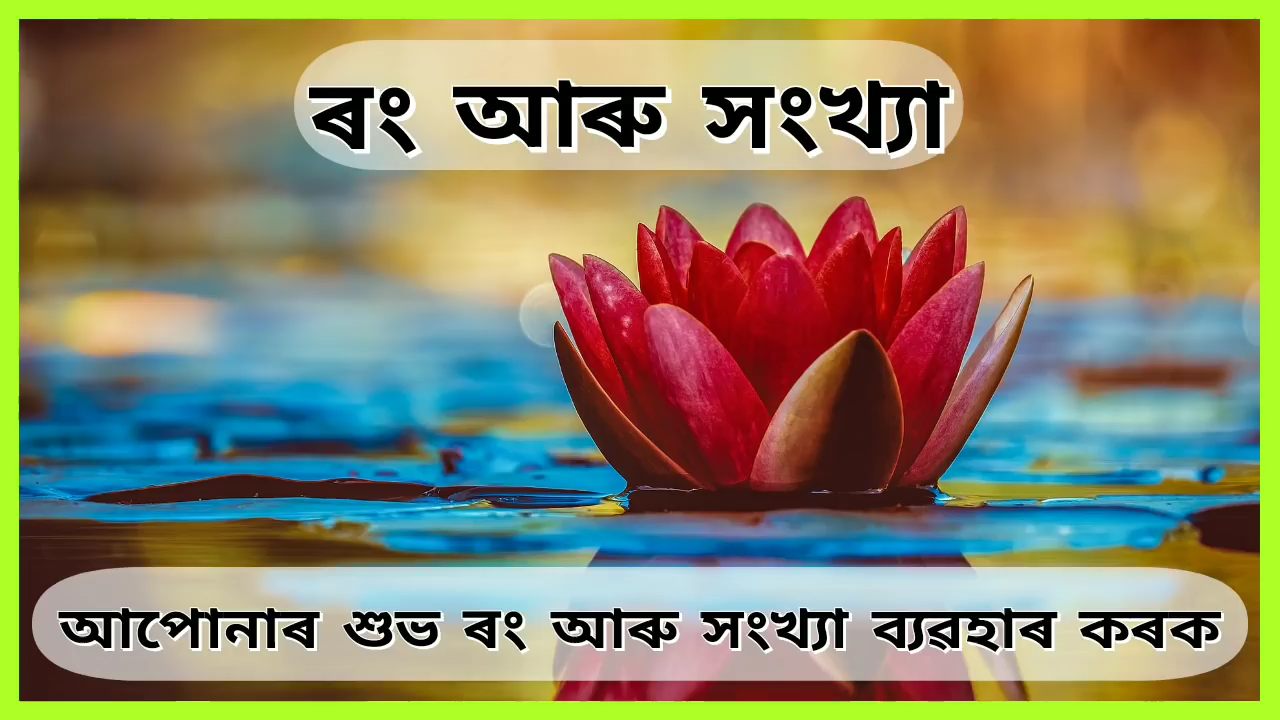 ৰং আৰু সংখ্যা
আপোনাৰ শুভ ৰং আৰু সংখ্যা ব্যৱহাৰ কৰক